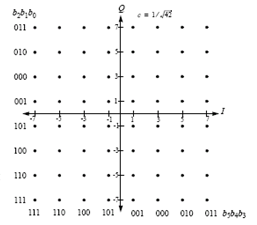 b₂b₁b₀ Q c = 1/√42
011 7
010 5
000 3
001 1
-7 -5 -3 -1 1 3 5 7 I
101 -1
100 -3
110 -5
111 -7
111 110 100 101 001 000 010 011 b₅b₄b₃